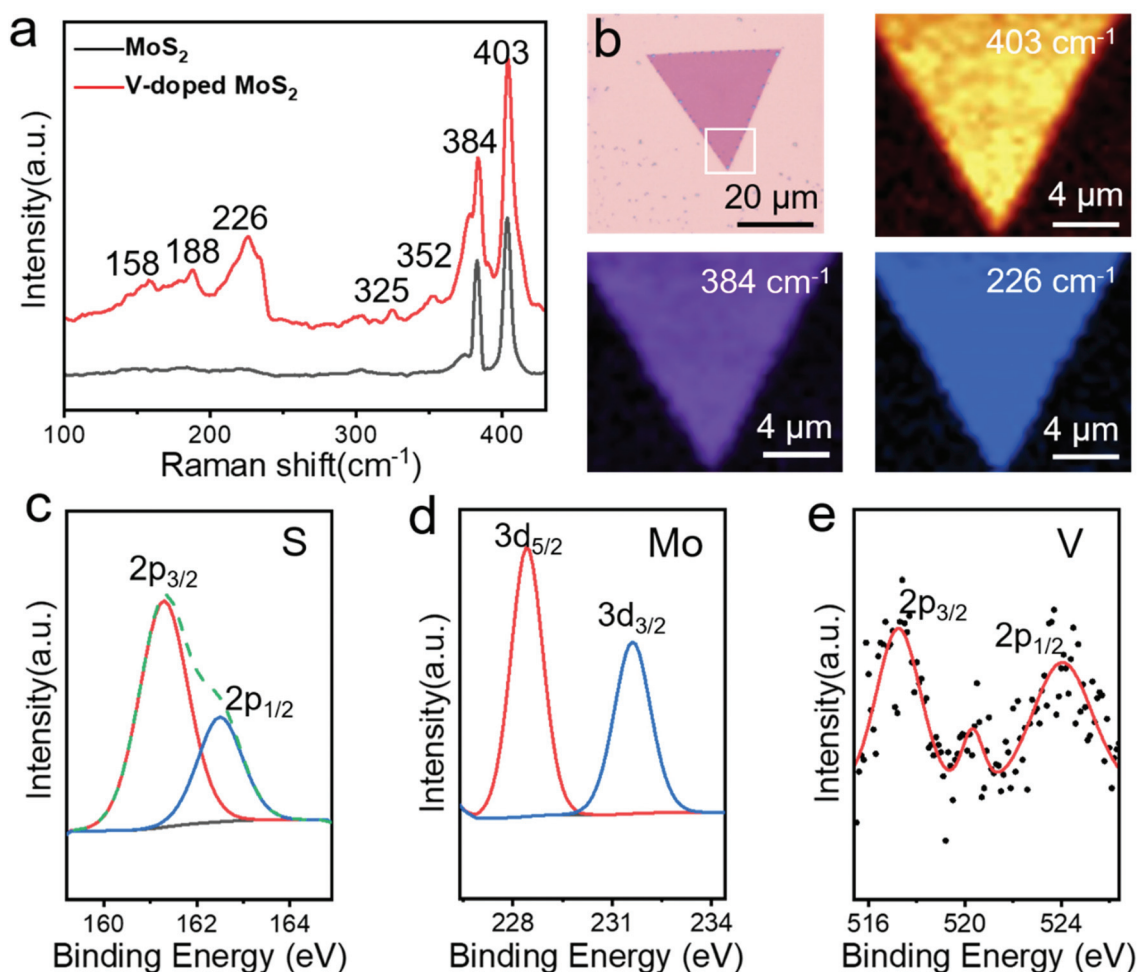 a
MoS₂
V-doped MoS₂
403
384
226
188
158
352
325
Intensity(a.u.)
100
200
300
400
Raman shift(cm⁻¹)
b
20 μm
403 cm⁻¹
4 μm
384 cm⁻¹
4 μm
226 cm⁻¹
4 μm
c
S
2p₃/₂
2p₁/₂
Intensity(a.u.)
160
162
164
Binding Energy (eV)
d
Mo
3d₅/₂
3d₃/₂
Intensity(a.u.)
228
231
234
Binding Energy (eV)
e
V
2p₃/₂
2p₁/₂
Intensity(a.u.)
516
520
524
Binding Energy (eV)